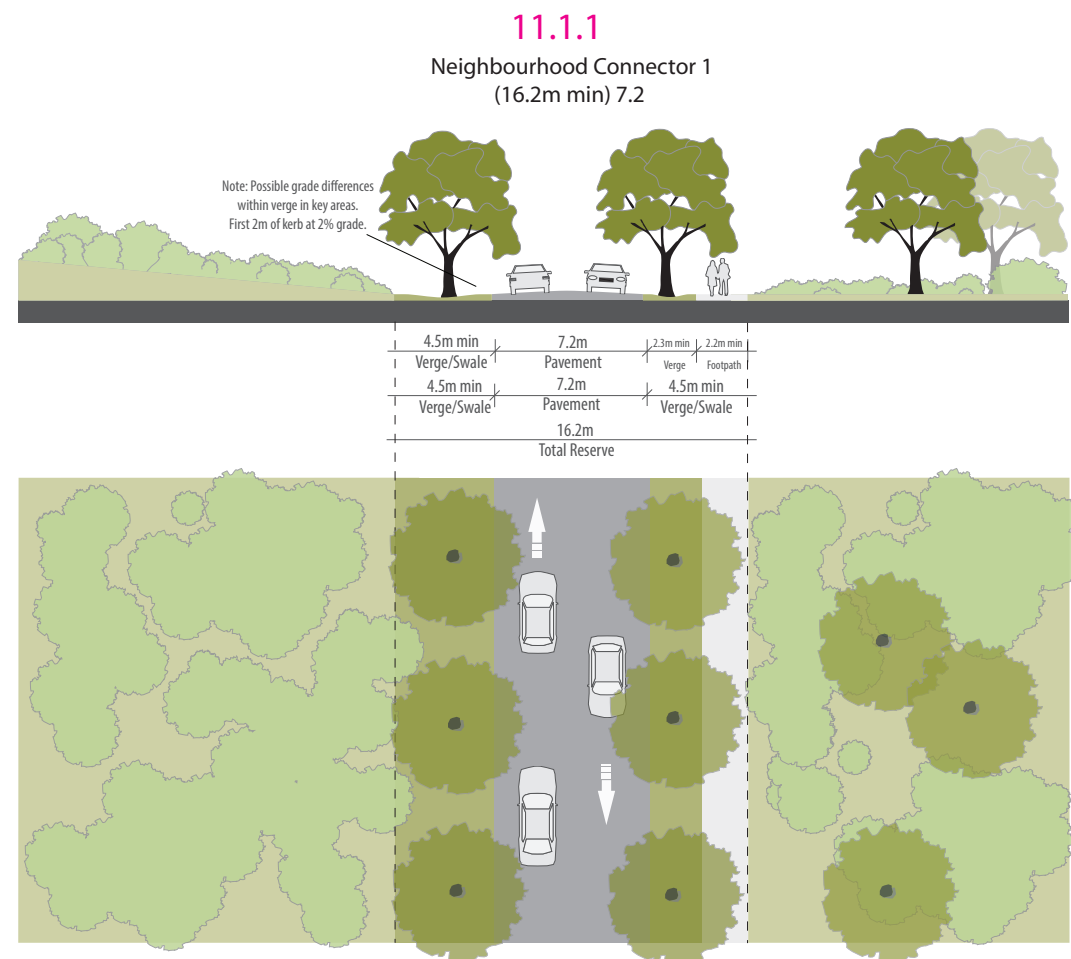 11.1.1
Neighbourhood Connector 1
(16.2m min) 7.2
Note: Possible grade differences
within verge in key areas.
First 2m of kerb at 2% grade.
4.5m min 7.2m 2.3m min 2.2m min
Verge/Swale Pavement Verge Footpath
4.5m min 7.2m 4.5m min
Verge/Swale Pavement Verge/Swale
16.2m
Total Reserve